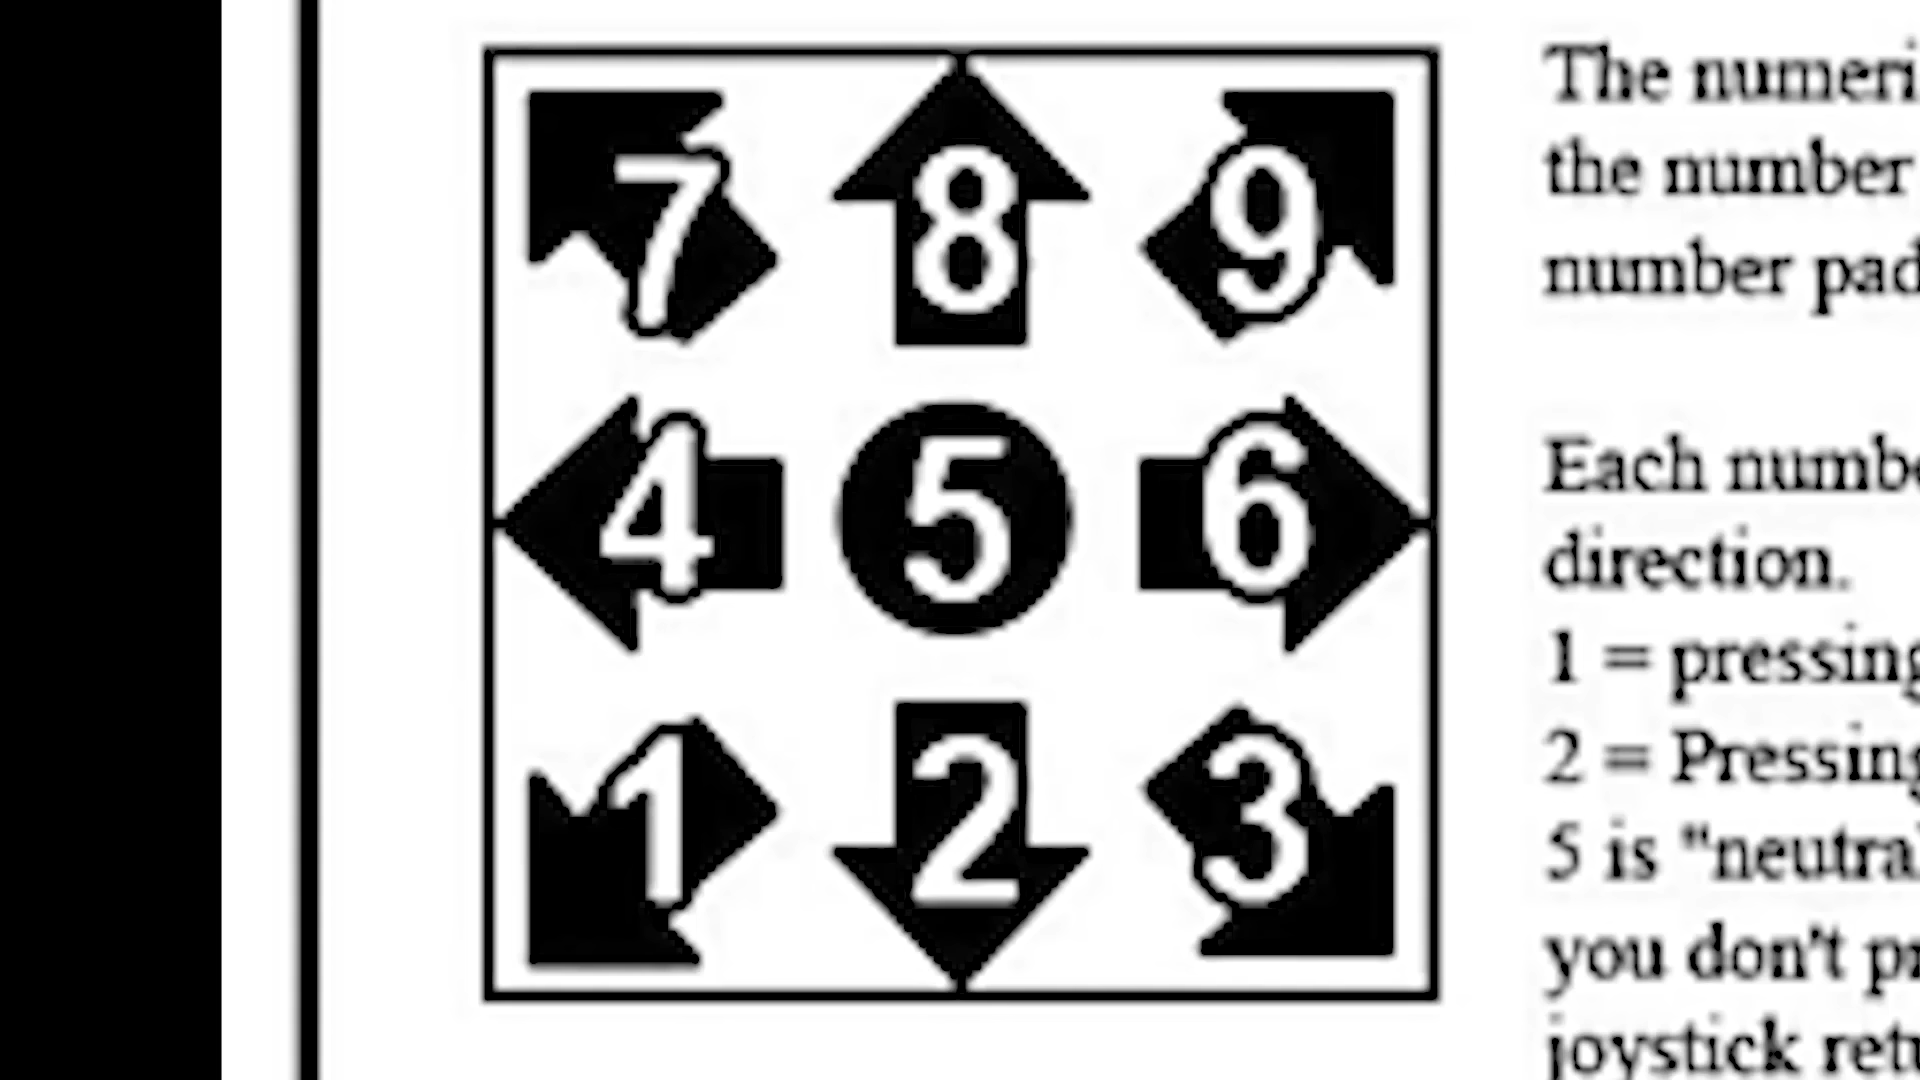 7 8 9
4 5 6
1 2 3
The numeri
the number
number pad
Each numbe
direction.
1 = pressing
2 = Pressing
5 is "neutral
you don't pr
joystick retu